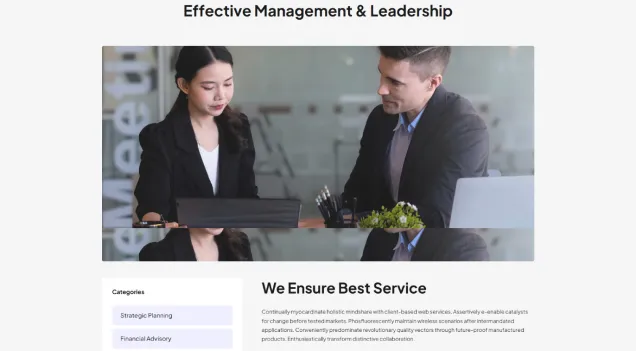 Effective Management & Leadership
eMeeti
We Ensure Best Service
Categories
Continually myocardinate holistic mindshare with client-based web services. Assertively e-enable catalysts
for change before tested markets. Phosfluorescently maintain wireless scenarios after intermandated
applications. Conveniently predominate revolutionary quality vectors through future-proof manufactured
products. Enthusiastically transform distinctive collaboration
Strategic Planning
Financial Advisory